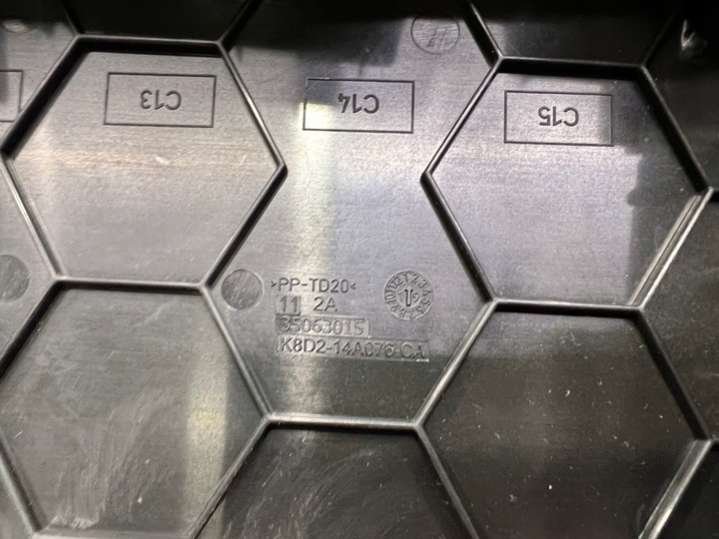 C13
C14
C15
>PP-TD20<
11 2A
35063015
K8D2-14A076-CA